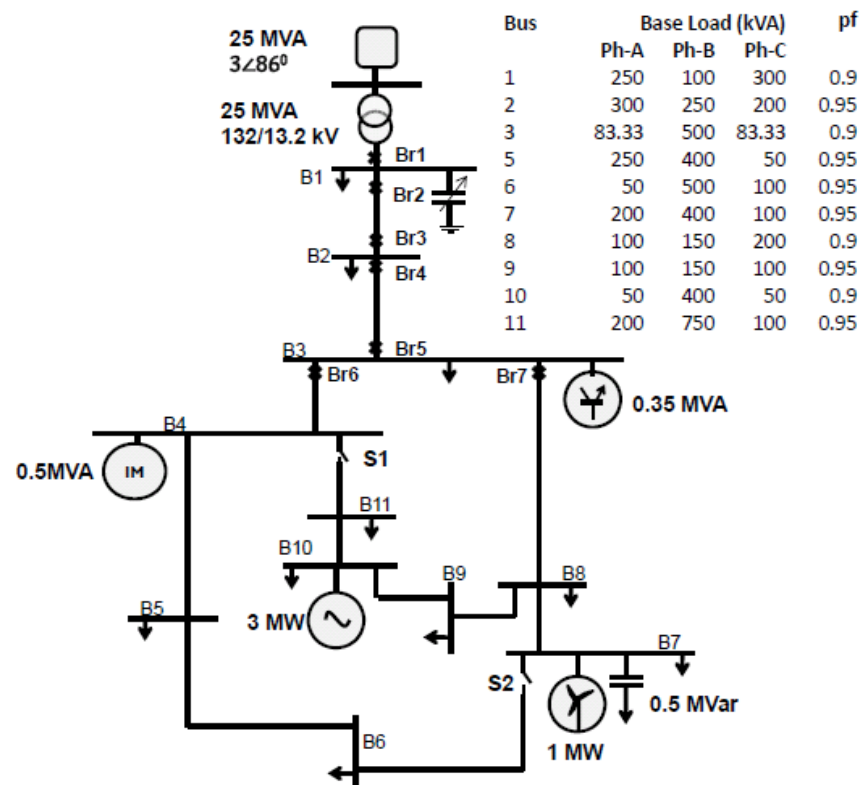 25 MVA
3∠86⁰
25 MVA
132/13.2 kV
Br1
B1
Br2
Br3
B2
Br4
B3
Br5
Br6
Br7
0.35 MVA
B4
0.5MVA
IM
S1
B11
B10
B9
B8
B5
3 MW
B7
S2
0.5 MVar
1 MW
B6
Bus Base Load (kVA) pf
Ph-A Ph-B Ph-C
1 250 100 300 0.9
2 300 250 200 0.95
3 83.33 500 83.33 0.9
5 250 400 50 0.95
6 50 500 100 0.95
7 200 400 100 0.95
8 100 150 200 0.9
9 100 150 100 0.95
10 50 400 50 0.9
11 200 750 100 0.95